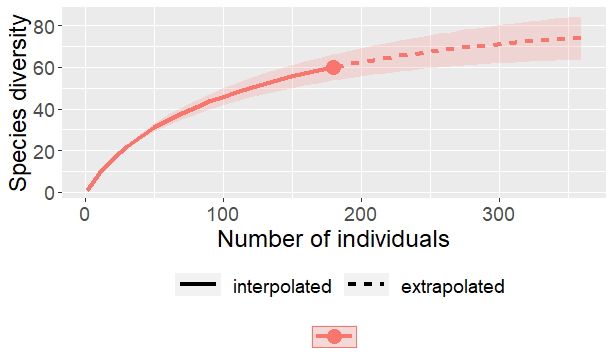 Species diversity
80
60
40
20
0
0 100 200 300
Number of individuals
interpolated extrapolated